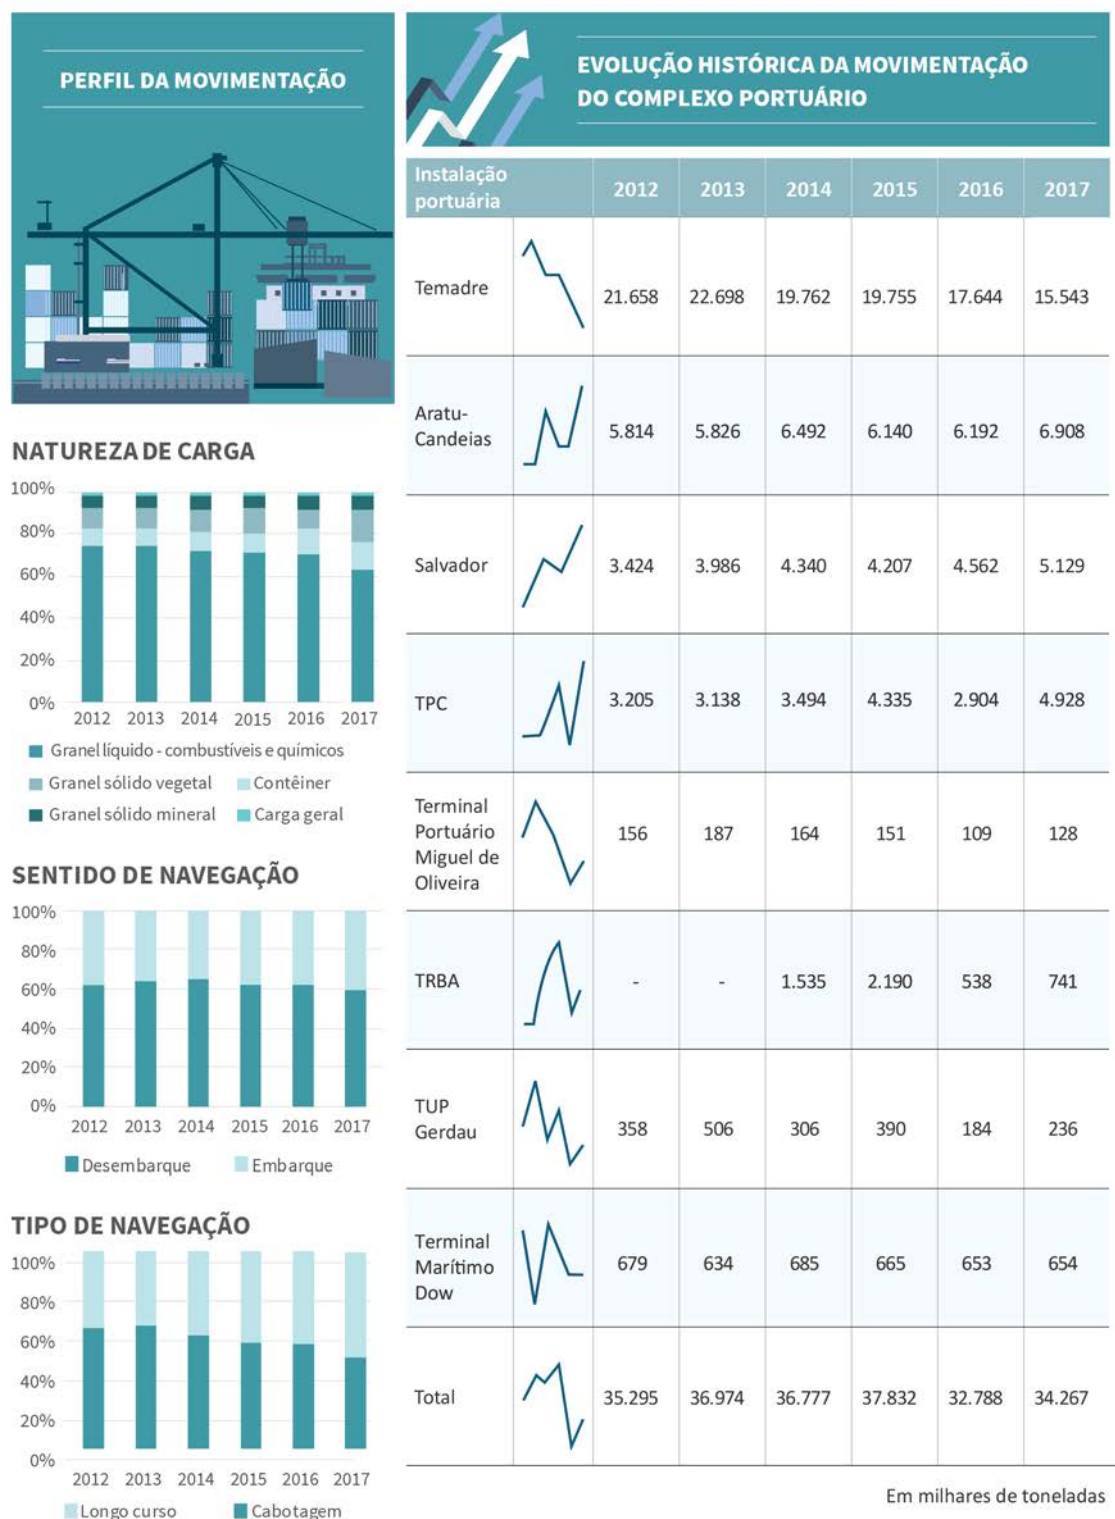 PERFIL DA MOVIMENTAÇÃO
NATUREZA DE CARGA
100%
80%
60%
40%
20%
0%
2012 2013 2014 2015 2016 2017
Granel líquido - combustíveis e químicos
Granel sólido vegetal Contêiner
Granel sólido mineral Carga geral
SENTIDO DE NAVEGAÇÃO
100%
80%
60%
40%
20%
0%
2012 2013 2014 2015 2016 2017
Desembarque Embarque
TIPO DE NAVEGAÇÃO
100%
80%
60%
40%
20%
0%
2012 2013 2014 2015 2016 2017
Longo curso Cabotagem
EVOLUÇÃO HISTÓRICA DA MOVIMENTAÇÃO
DO COMPLEXO PORTUÁRIO
Instalação
portuária 2012 2013 2014 2015 2016 2017
Temadre 21.658 22.698 19.762 19.755 17.644 15.543
Aratu-
Candeias 5.814 5.826 6.492 6.140 6.192 6.908
Salvador 3.424 3.986 4.340 4.207 4.562 5.129
TPC 3.205 3.138 3.494 4.335 2.904 4.928
Terminal
Portuário 156 187 164 151 109 128
Miguel de
Oliveira
TRBA - - 1.535 2.190 538 741
TUP
Gerdau 358 506 306 390 184 236
Terminal
Marítimo 679 634 685 665 653 654
Dow
Total 35.295 36.974 36.777 37.832 32.788 34.267
Em milhares de toneladas